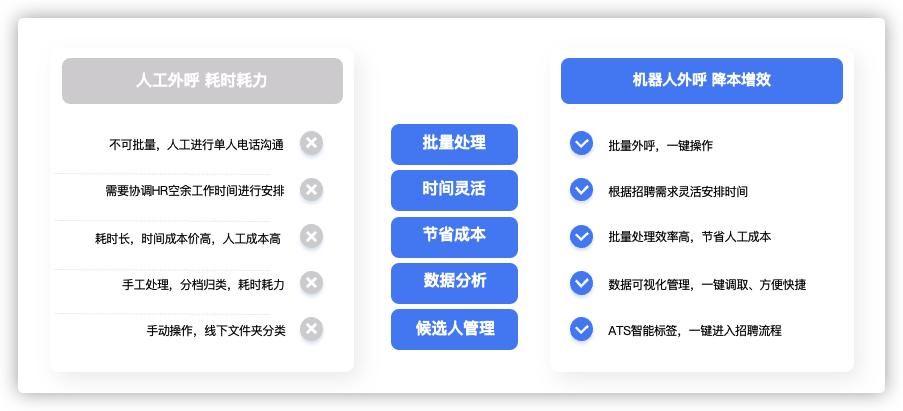 人工外呼 耗时耗力
机器人外呼 降本增效
不可批量，人工进行单人电话沟通
批量处理
批量外呼，一键操作
需要协调HR空余工作时间进行安排
时间灵活
根据招聘需求灵活安排时间
耗时长，时间成本价高，人工成本高
节省成本
批量处理效率高，节省人工成本
手工处理，分档归类，耗时耗力
数据分析
数据可视化管理，一键调取、方便快捷
手动操作，线下文件夹分类
候选人管理
ATS智能标签，一键进入招聘流程